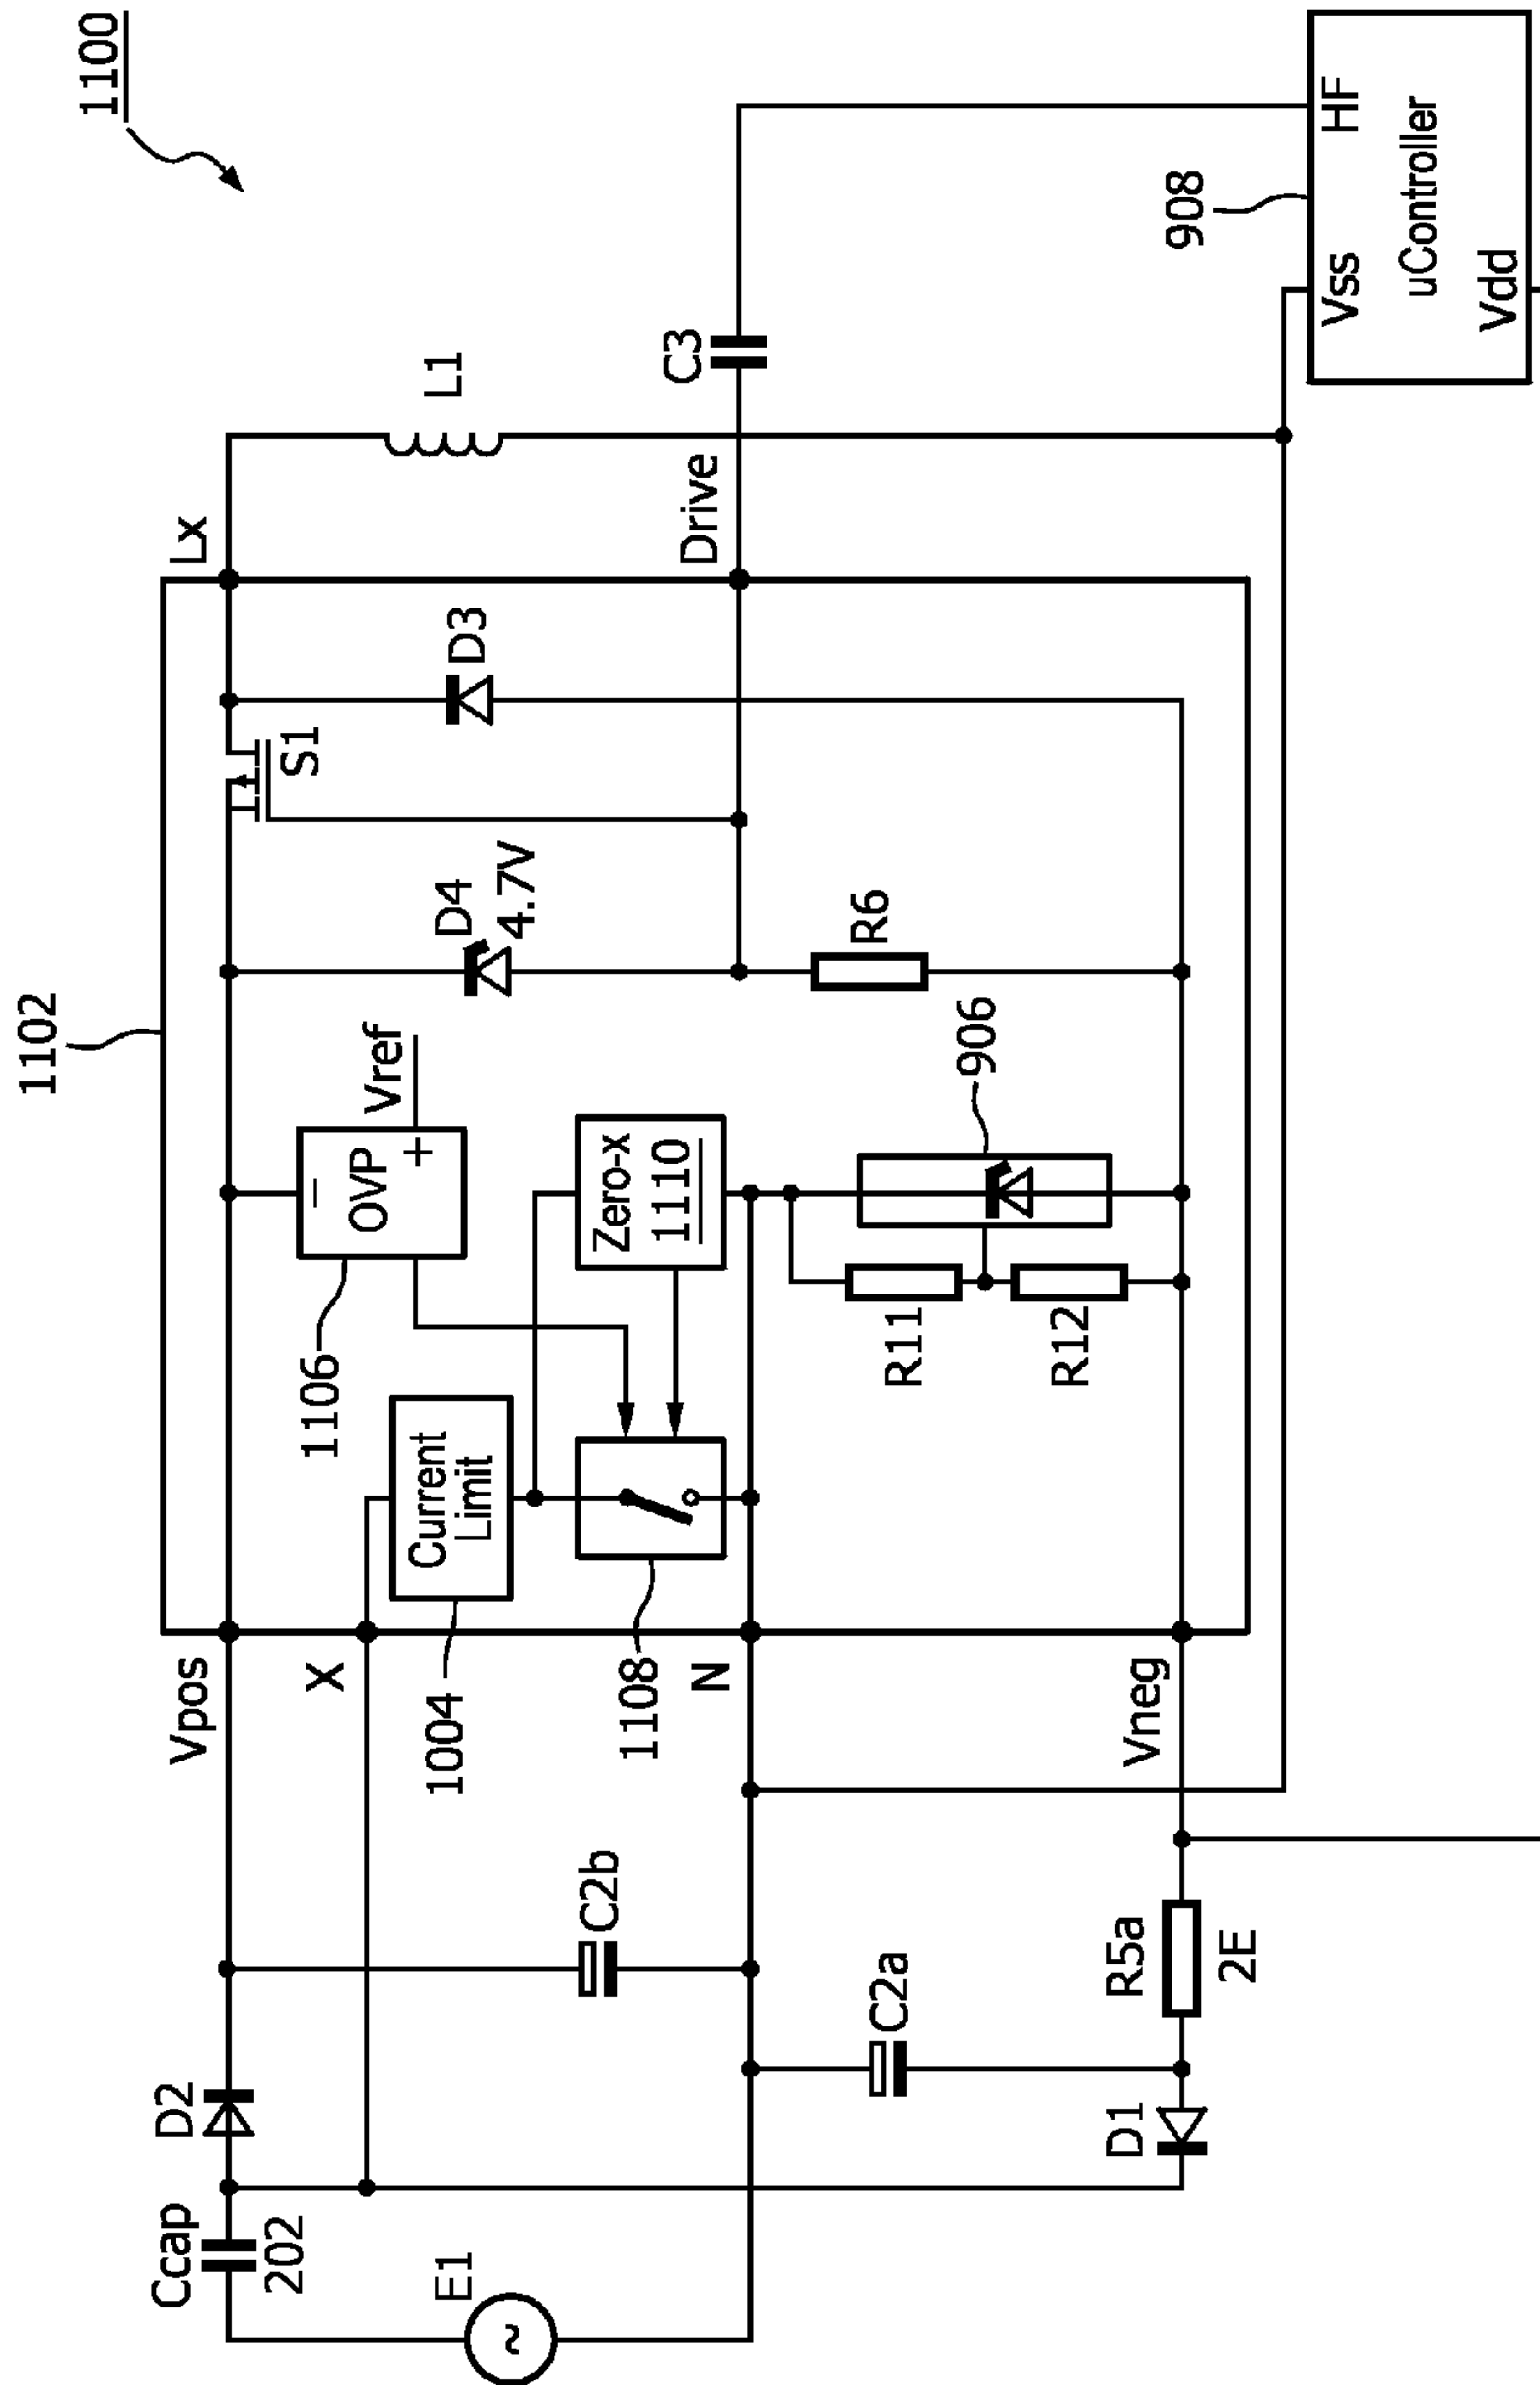 1100
1102
Ccap
202
E1
D2
C2b
C2a
D1
R5a
2E
Vpos
X
N
Vneg
1004
1108
1106
Current
Limit
OVP
−
+
Vref
Zero-x
1110
R11
R12
906
D4
4.7V
R6
S1
D3
Lx
Drive
L1
C3
908
Vss
HF
uController
Vdd